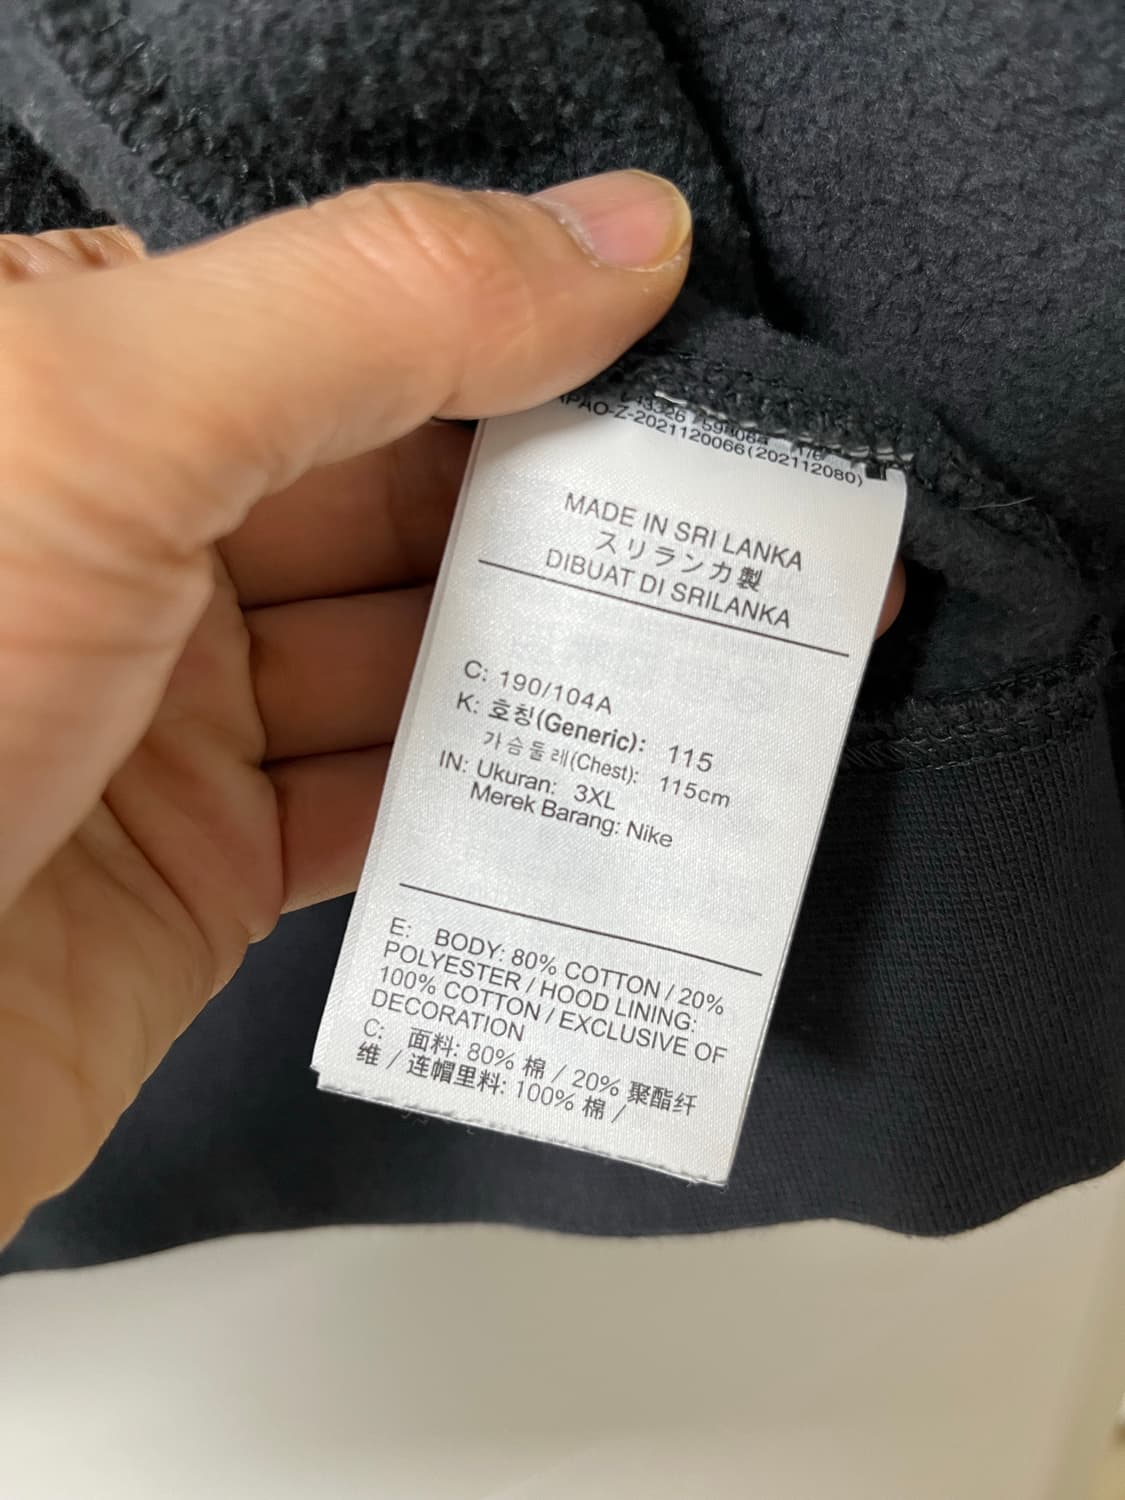 PAO-Z-2021120066(202112080)
MADE IN SRI LANKA
スリランカ製
DIBUAT DI SRILANKA
C: 190/104A
K: 호칭(Generic): 115
가슴둘레(Chest): 115cm
IN: Ukuran: 3XL
Merek Barang: Nike
E: BODY: 80% COTTON / 20%
POLYESTER / HOOD LINING:
100% COTTON / EXCLUSIVE OF
DECORATION
C: 面料: 80% 棉 / 20% 聚酯纤
维 / 连帽里料: 100% 棉 /